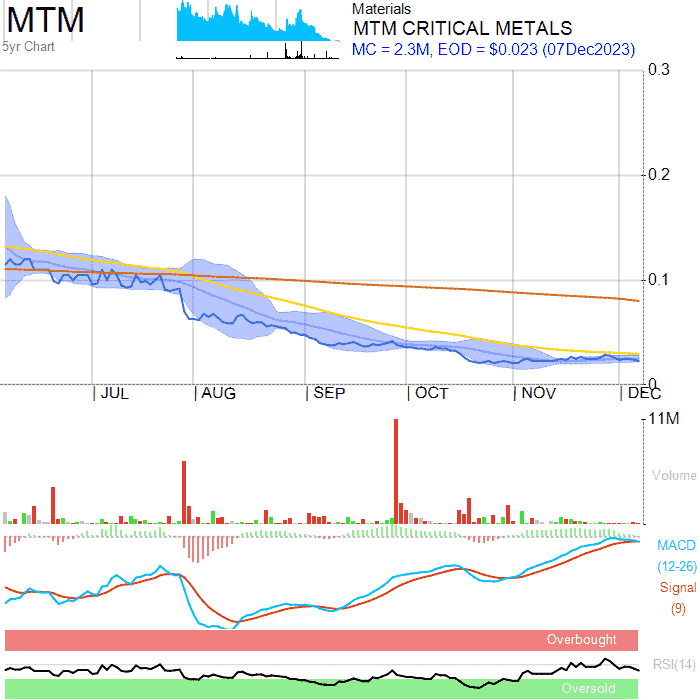 MTM
5yr Chart
Materials
MTM CRITICAL METALS
MC = 2.3M, EOD = $0.023 (07Dec2023)
0.3
0.2
0.1
0
JUL AUG SEP OCT NOV DEC
11M
Volume
MACD
(12-26)
Signal
(9)
Overbought
RSI(14)
Oversold